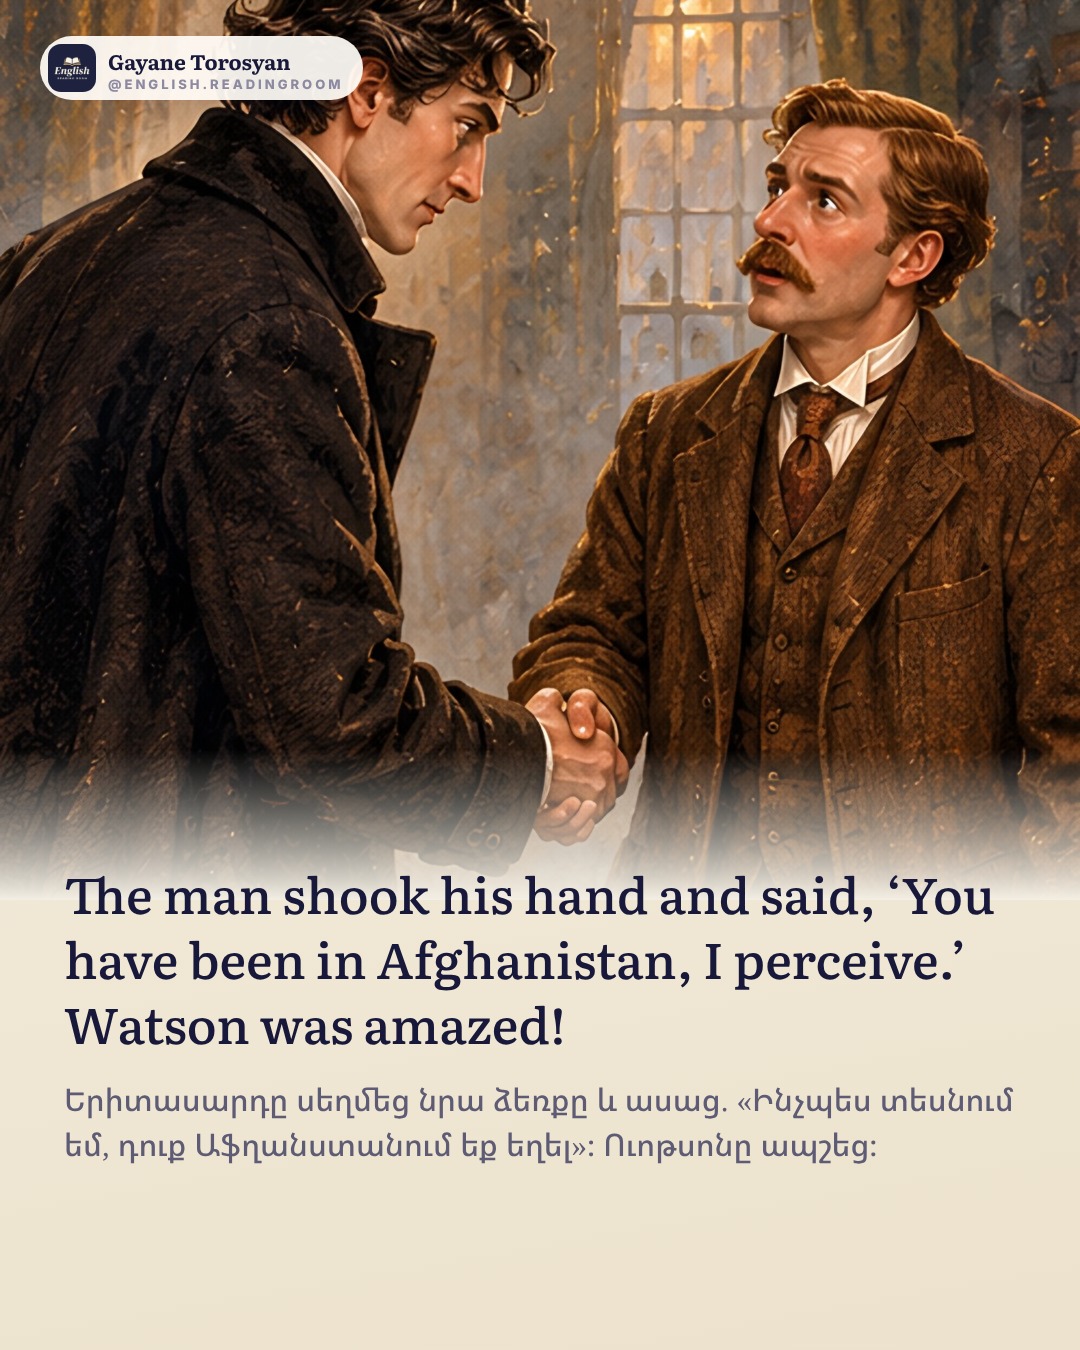 English
Gayane Torosyan
@ENGLISH.READINGROOM
The man shook his hand and said, ‘You
have been in Afghanistan, I perceive.’
Watson was amazed!
Երիտասարդը սեղմեց նրա ձեռքը և ասաց. «Ինչպես տեսնում
եմ, դուք Աֆղանստանում եք եղել»: Ուոթսոնը ապշեց: